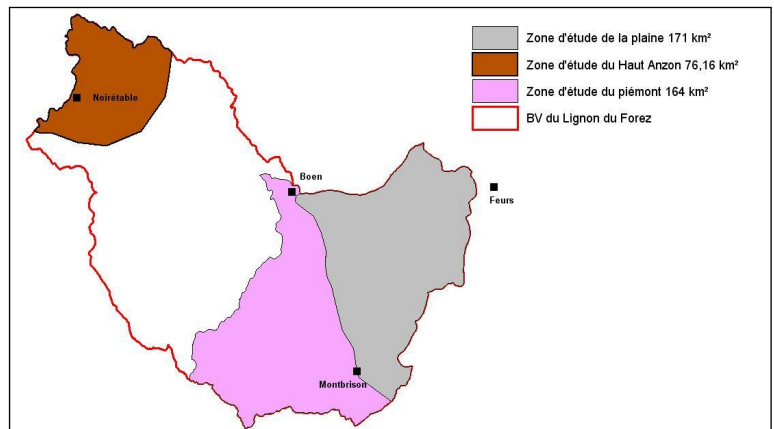 Zone d'étude de la plaine 171 km²
Zone d'étude du Haut Anzon 76,16 km²
Zone d'étude du piémont 164 km²
BV du Lignon du Forez
Noirétable
Boen
Feurs
Montbrison